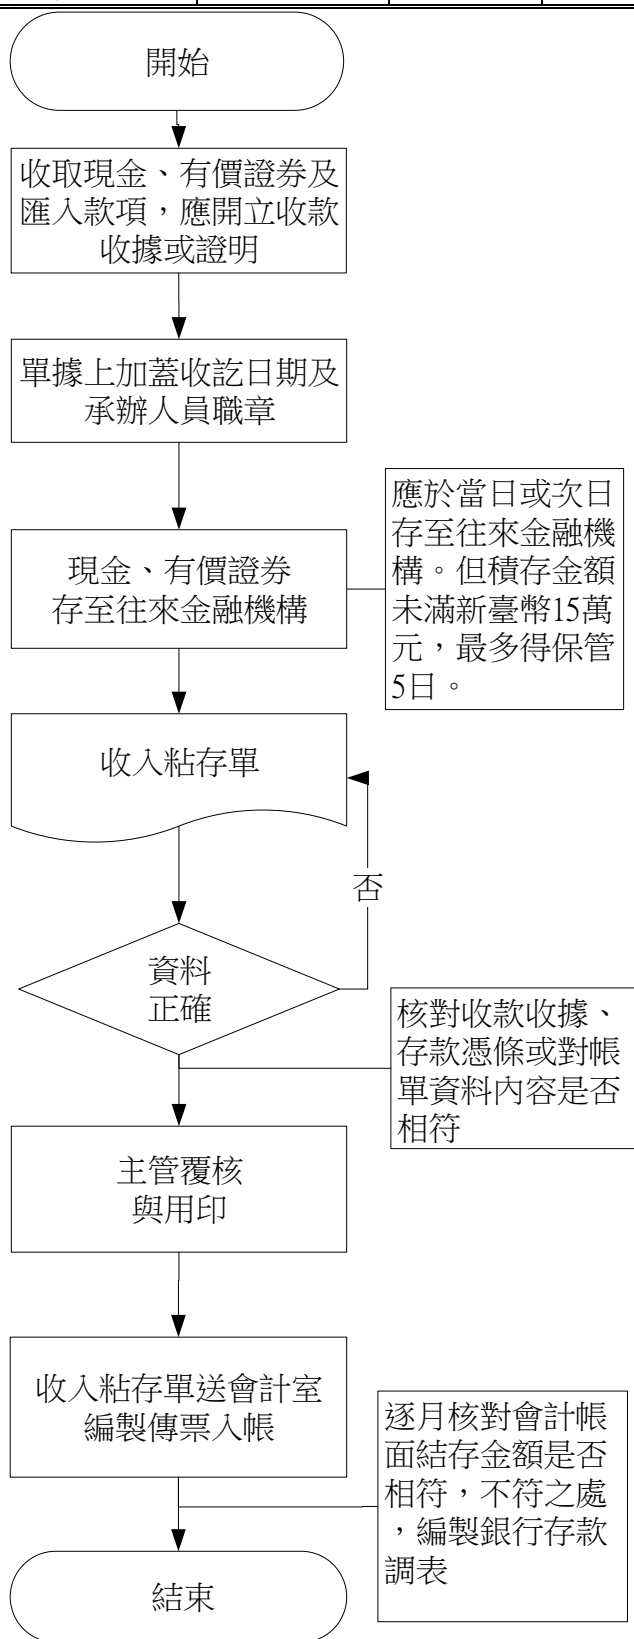 開始
收取現金、有價證券及
匯入款項，應開立收款
收據或證明
單據上加蓋收訖日期及
承辦人員職章
現金、有價證券
存至往來金融機構
應於當日或次日
存至往來金融機
構。但積存金額
未滿新臺幣15萬
元，最多得保管
5日。
收入粘存單
否
資料
正確
核對收款收據、
存款憑條或對帳
單資料內容是否
相符
主管覆核
與用印
收入粘存單送會計室
編製傳票入帳
逐月核對會計帳
面結存金額是否
相符，不符之處
，編製銀行存款
調表
結束